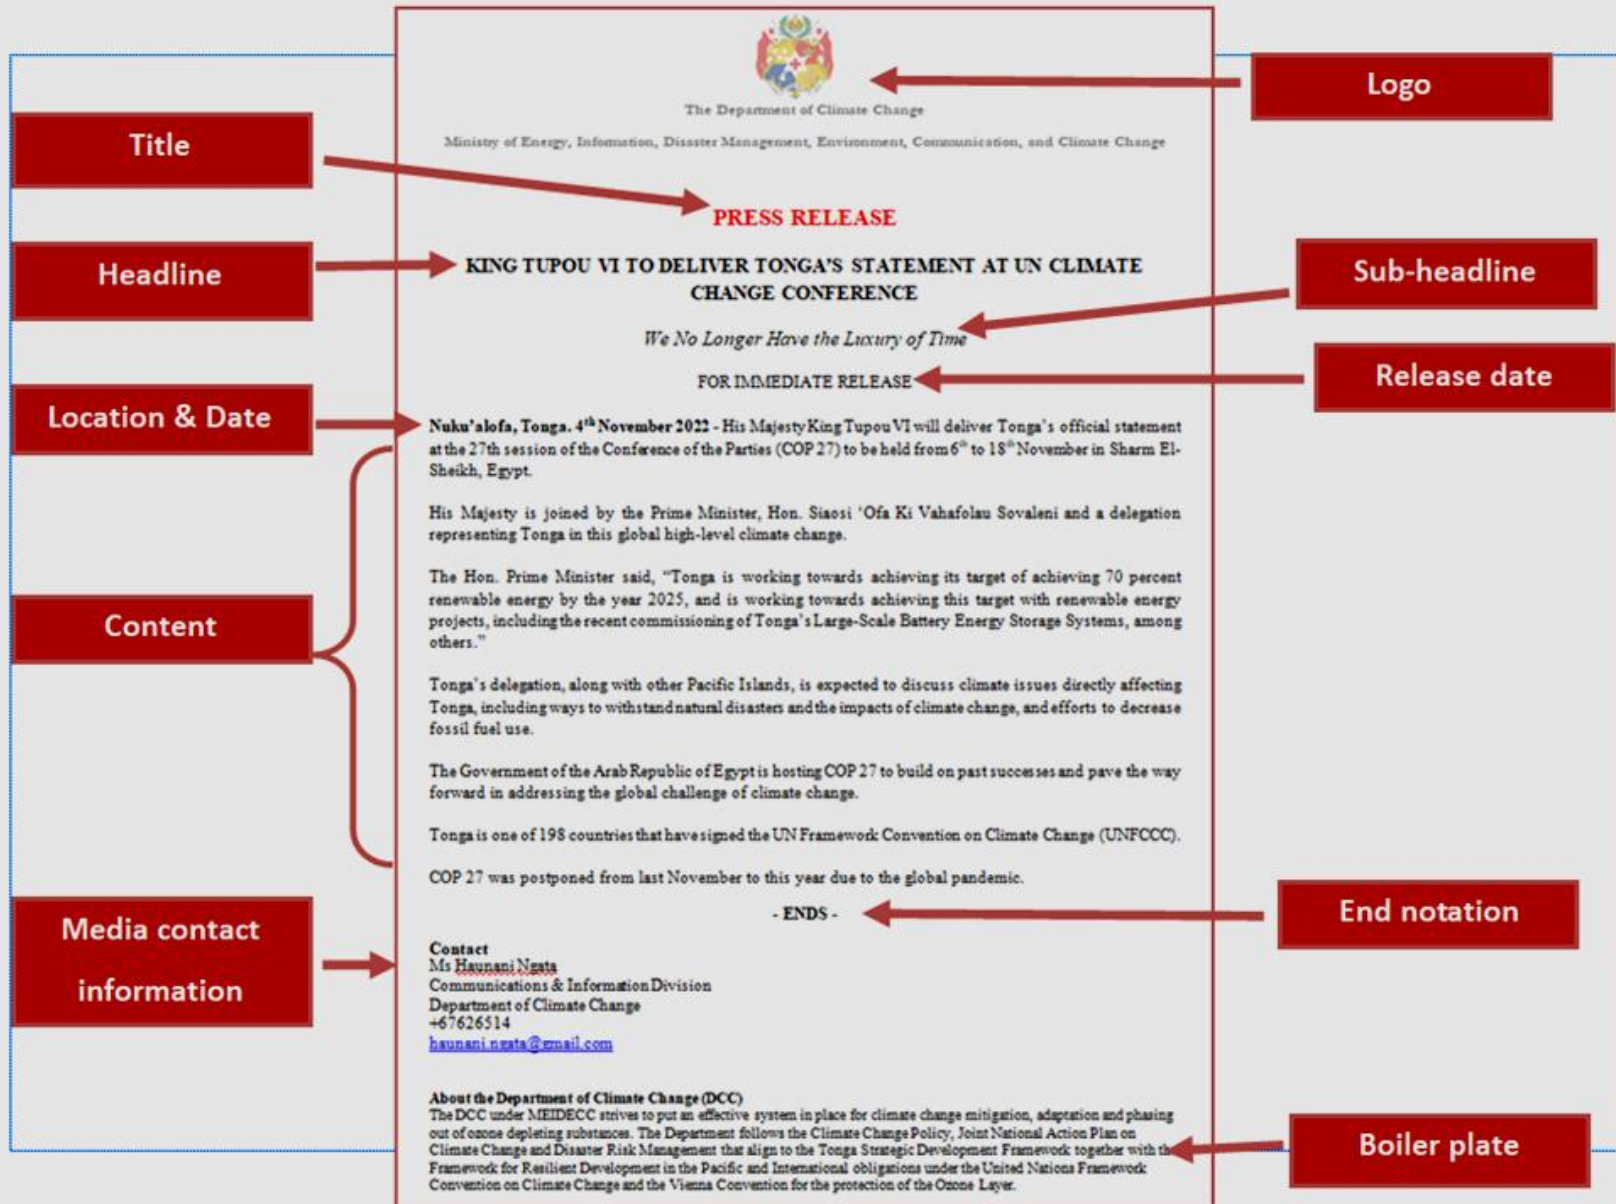 Logo
The Department of Climate Change
Ministry of Energy, Information, Disaster Management, Environment, Communication, and Climate Change
Title
PRESS RELEASE
Headline
KING TUPOU VI TO DELIVER TONGA'S STATEMENT AT UN CLIMATE
CHANGE CONFERENCE
Sub-headline
We No Longer Have the Luxury of Time
FOR IMMEDIATE RELEASE
Release date
Location & Date
Nuku'alofa, Tonga. 4th November 2022 - His Majesty King Tupou VI will deliver Tonga's official statement
at the 27th session of the Conference of the Parties (COP 27) to be held from 6th to 18th November in Sharm El-
Sheikh, Egypt.
His Majesty is joined by the Prime Minister, Hon. Siaosi 'Ofa Ki Vahafolau Sovaleni and a delegation
representing Tonga in this global high-level climate change.
Content
The Hon. Prime Minister said, "Tonga is working towards achieving its target of achieving 70 percent
renewable energy by the year 2025, and is working towards achieving this target with renewable energy
projects, including the recent commissioning of Tonga's Large-Scale Battery Energy Storage Systems, among
others."
Tonga's delegation, along with other Pacific Islands, is expected to discuss climate issues directly affecting
Tonga, including ways to withstand natural disasters and the impacts of climate change, and efforts to decrease
fossil fuel use.
The Government of the Arab Republic of Egypt is hosting COP 27 to build on past successes and pave the way
forward in addressing the global challenge of climate change.
Tonga is one of 198 countries that have signed the UN Framework Convention on Climate Change (UNFCCC).
COP 27 was postponed from last November to this year due to the global pandemic.
- ENDS -
End notation
Media contact
information
Contact
Ms Haunani Ngata
Communications & Information Division
Department of Climate Change
+67626514
haunani.ngata@gmail.com
About the Department of Climate Change (DCC)
The DCC under MEIDECC strives to put an effective system in place for climate change mitigation, adaptation and phasing
out of ozone depleting substances. The Department follows the Climate Change Policy, Joint National Action Plan on
Climate Change and Disaster Risk Management that align to the Tonga Strategic Development Framework together with the
Framework for Resilient Development in the Pacific and International obligations under the United Nations Framework
Convention on Climate Change and the Vienna Convention for the protection of the Ozone Layer.
Boiler plate